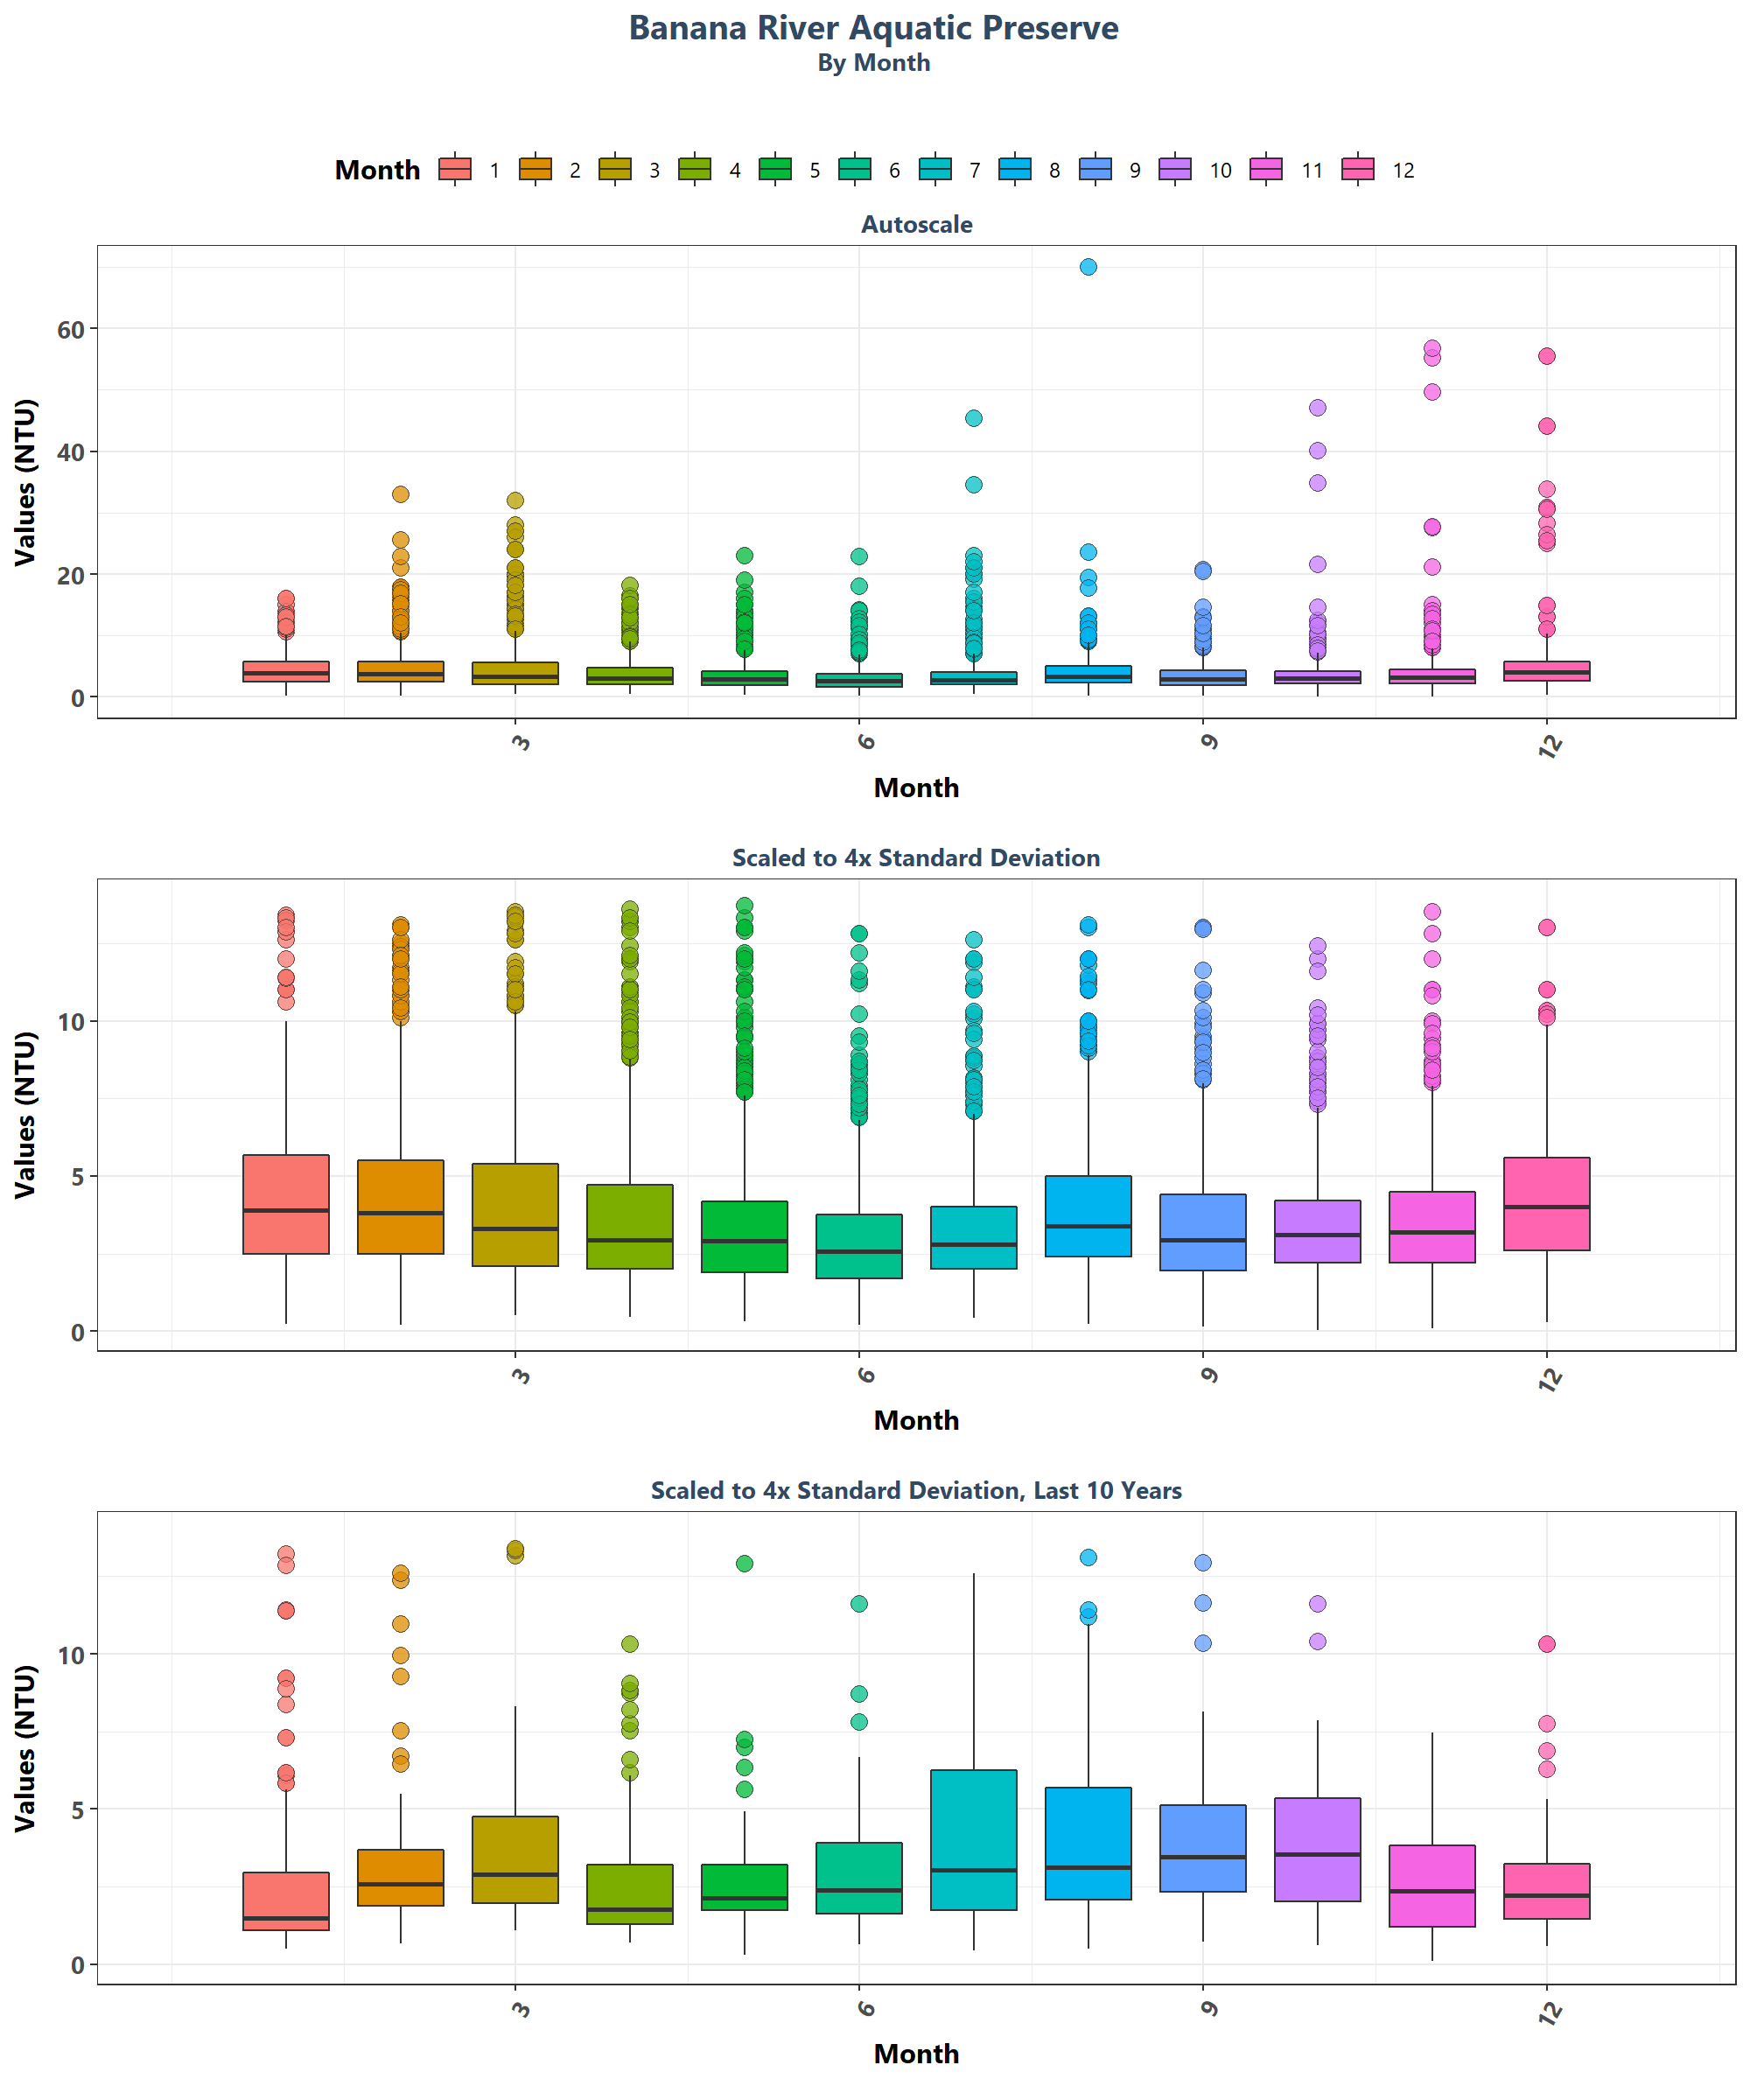 Banana River Aquatic Preserve
By Month
Month 1 2 3 4 5 6 7 8 9 10 11 12
Autoscale
Values (NTU)
60
40
20
0
3 6 9 12
Month
Scaled to 4x Standard Deviation
Values (NTU)
10
5
0
3 6 9 12
Month
Scaled to 4x Standard Deviation, Last 10 Years
Values (NTU)
10
5
0
3 6 9 12
Month